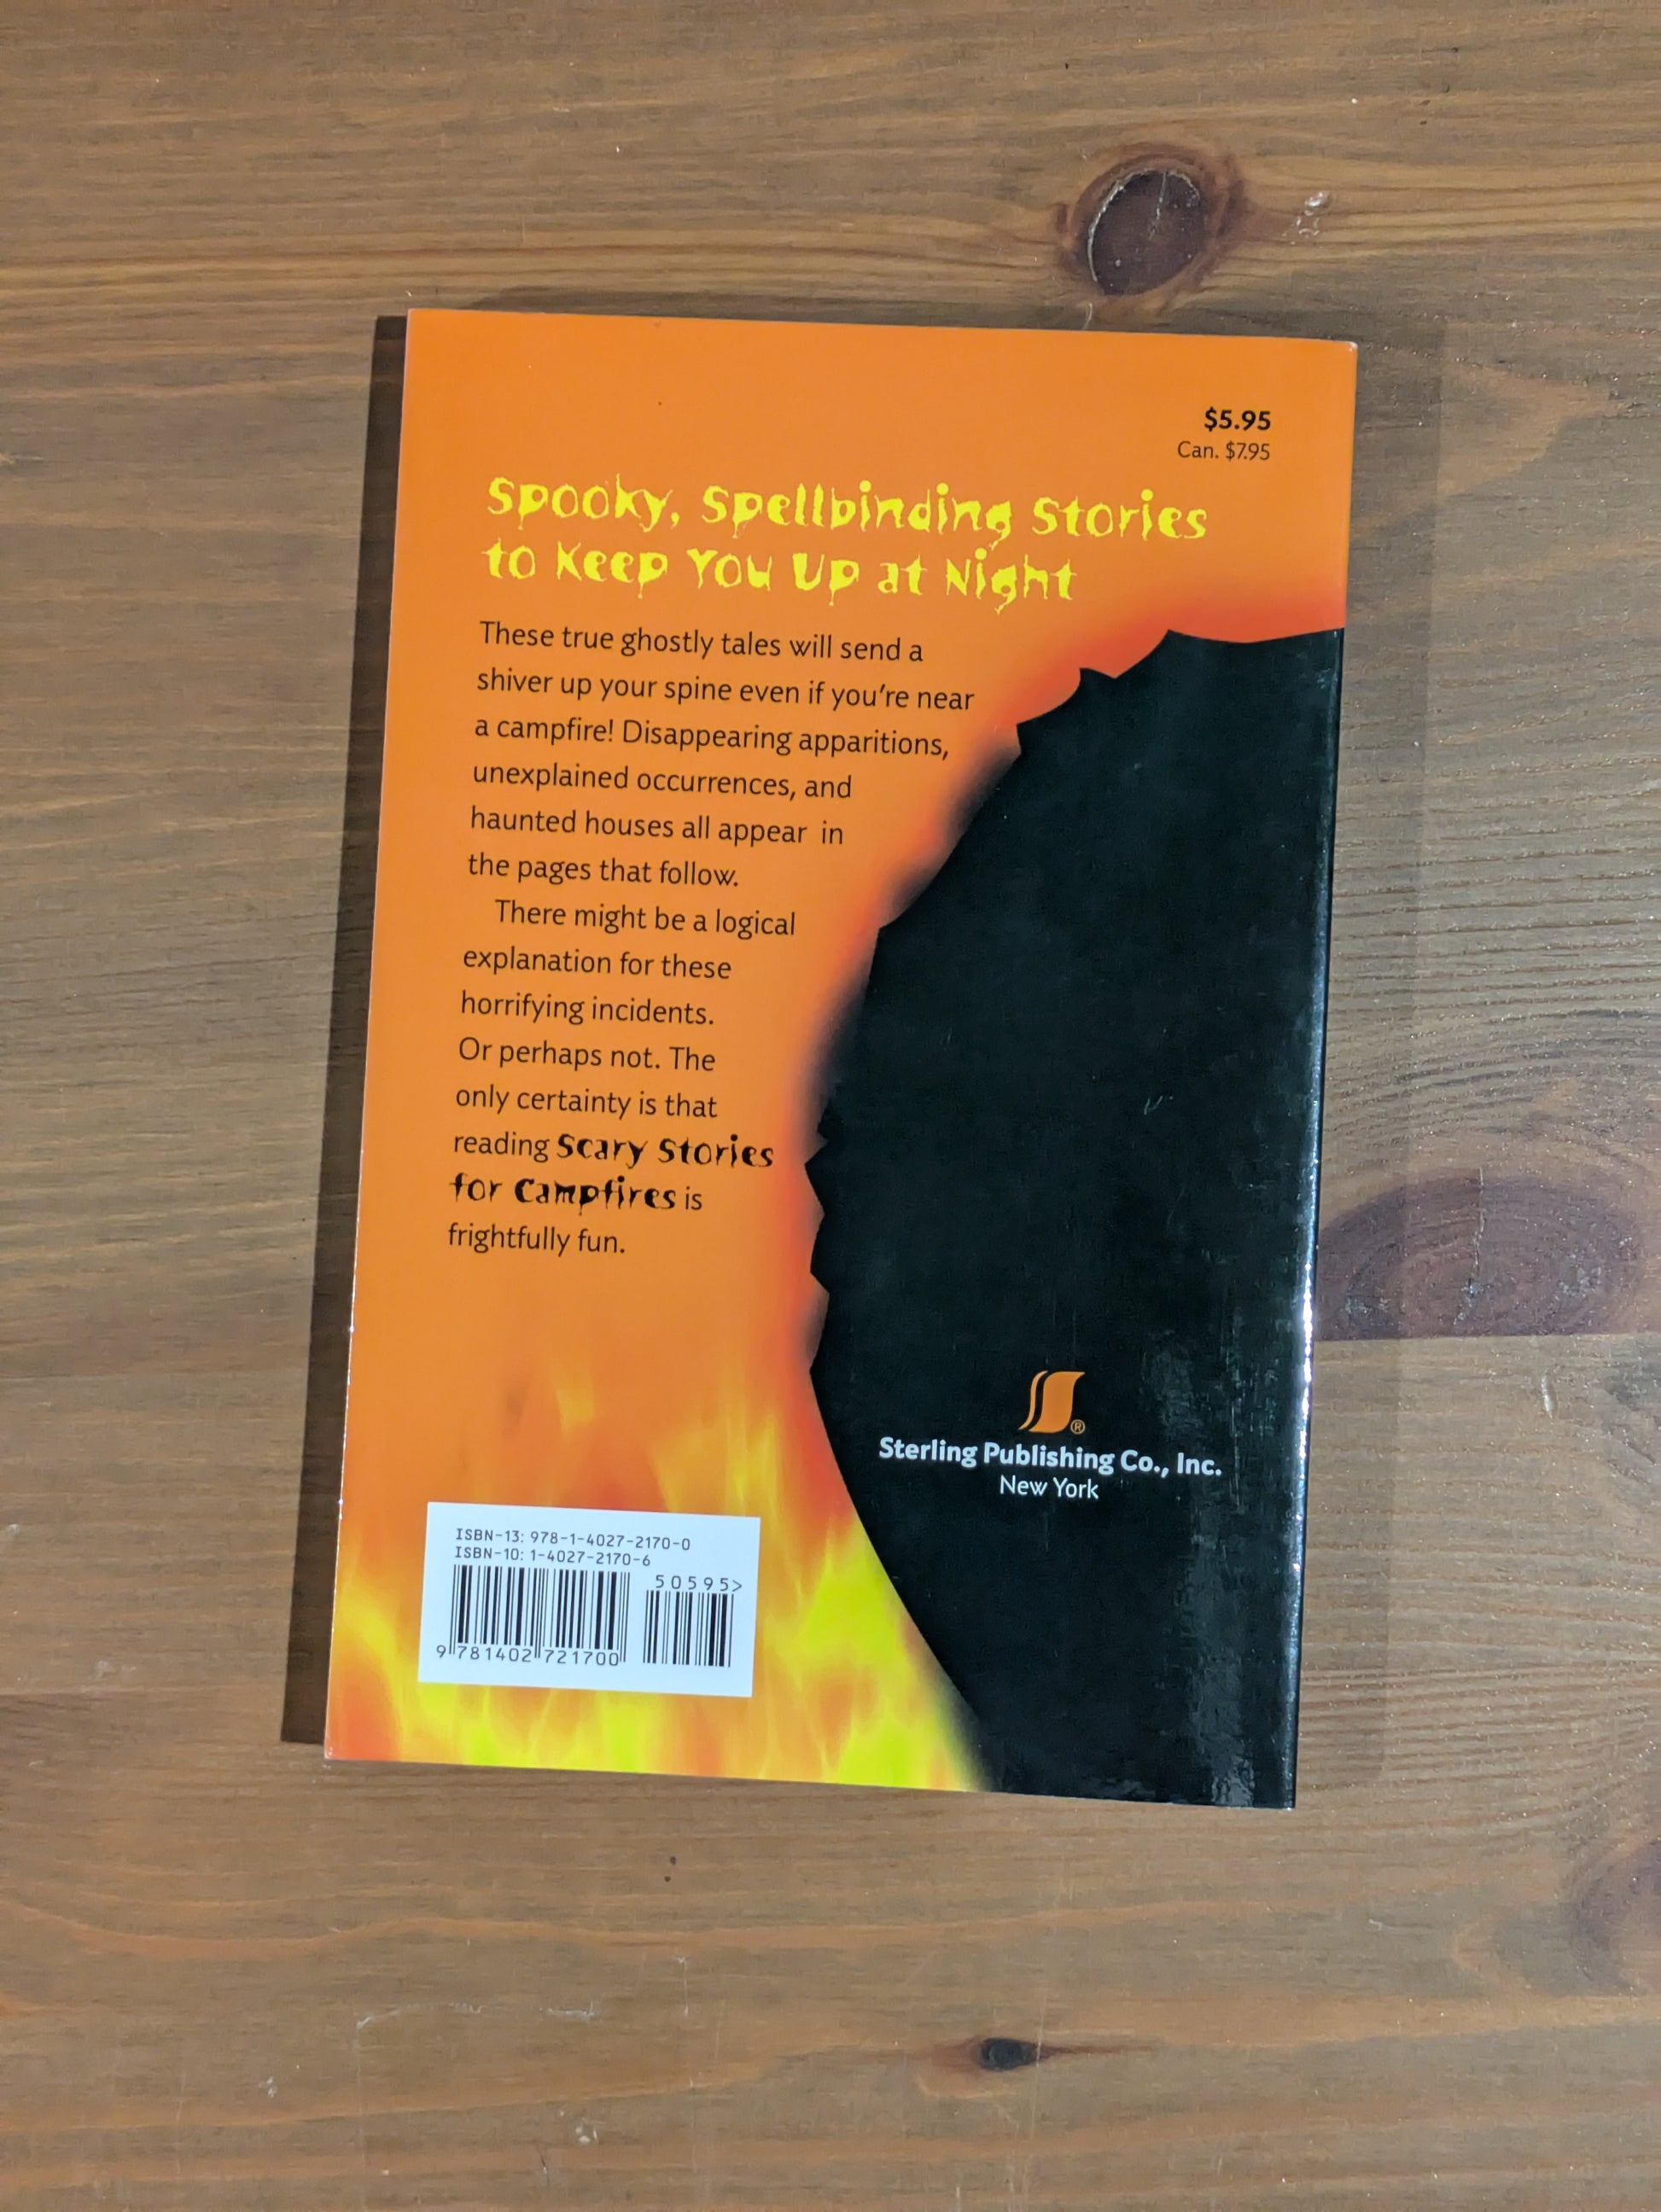 $5.95
Can. $7.95
Spooky, Spellbinding Stories
to Keep You Up at Night
These true ghostly tales will send a
shiver up your spine even if you're near
a campfire! Disappearing apparitions,
unexplained occurrences, and
haunted houses all appear in
the pages that follow.
There might be a logical
explanation for these
horrifying incidents.
Or perhaps not. The
only certainty is that
reading Scary Stories
for Campfires is
frightfully fun.
®
Sterling Publishing Co., Inc.
New York
ISBN-13: 978-1-4027-2170-0
ISBN-10: 1-4027-2170-6
50595>
9 781402 721700